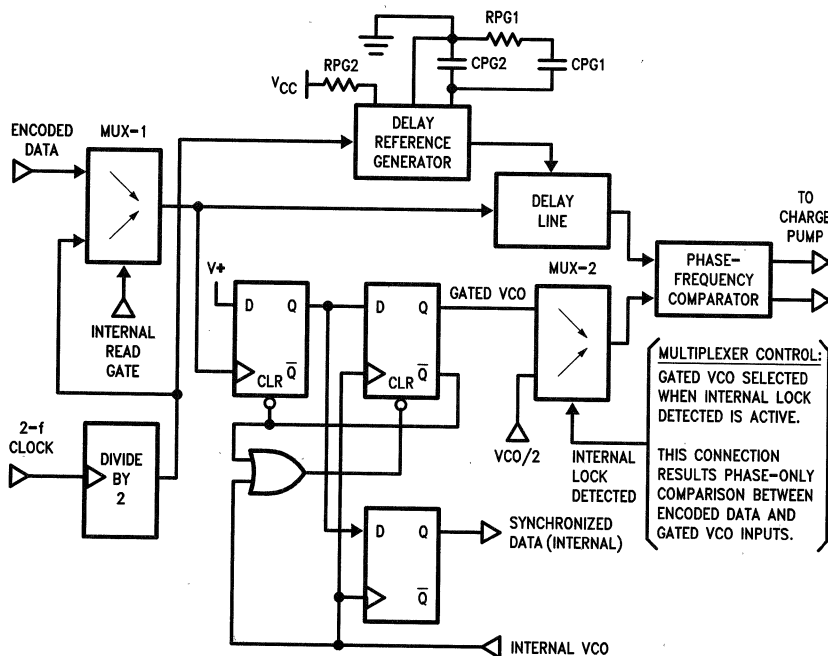 RPG1
RPG2
CPG2
CPG1
VCC
ENCODED
DATA
MUX-1
DELAY
REFERENCE
GENERATOR
DELAY
LINE
TO
CHARGE
PUMP
PHASE-
FREQUENCY
COMPARATOR
MUX-2
V+
INTERNAL
READ
GATE
D
Q
Q
CLR
D
Q
Q
CLR
GATED VCO
MULTIPLEXER CONTROL:
GATED VCO SELECTED
WHEN INTERNAL LOCK
DETECTED IS ACTIVE.
THIS CONNECTION
RESULTS PHASE-ONLY
COMPARISON BETWEEN
ENCODED DATA AND
GATED VCO INPUTS.
2-f
CLOCK
DIVIDE
BY
2
VCO/2
INTERNAL
LOCK
DETECTED
D
Q
Q
SYNCHRONIZED
DATA (INTERNAL)
INTERNAL VCO